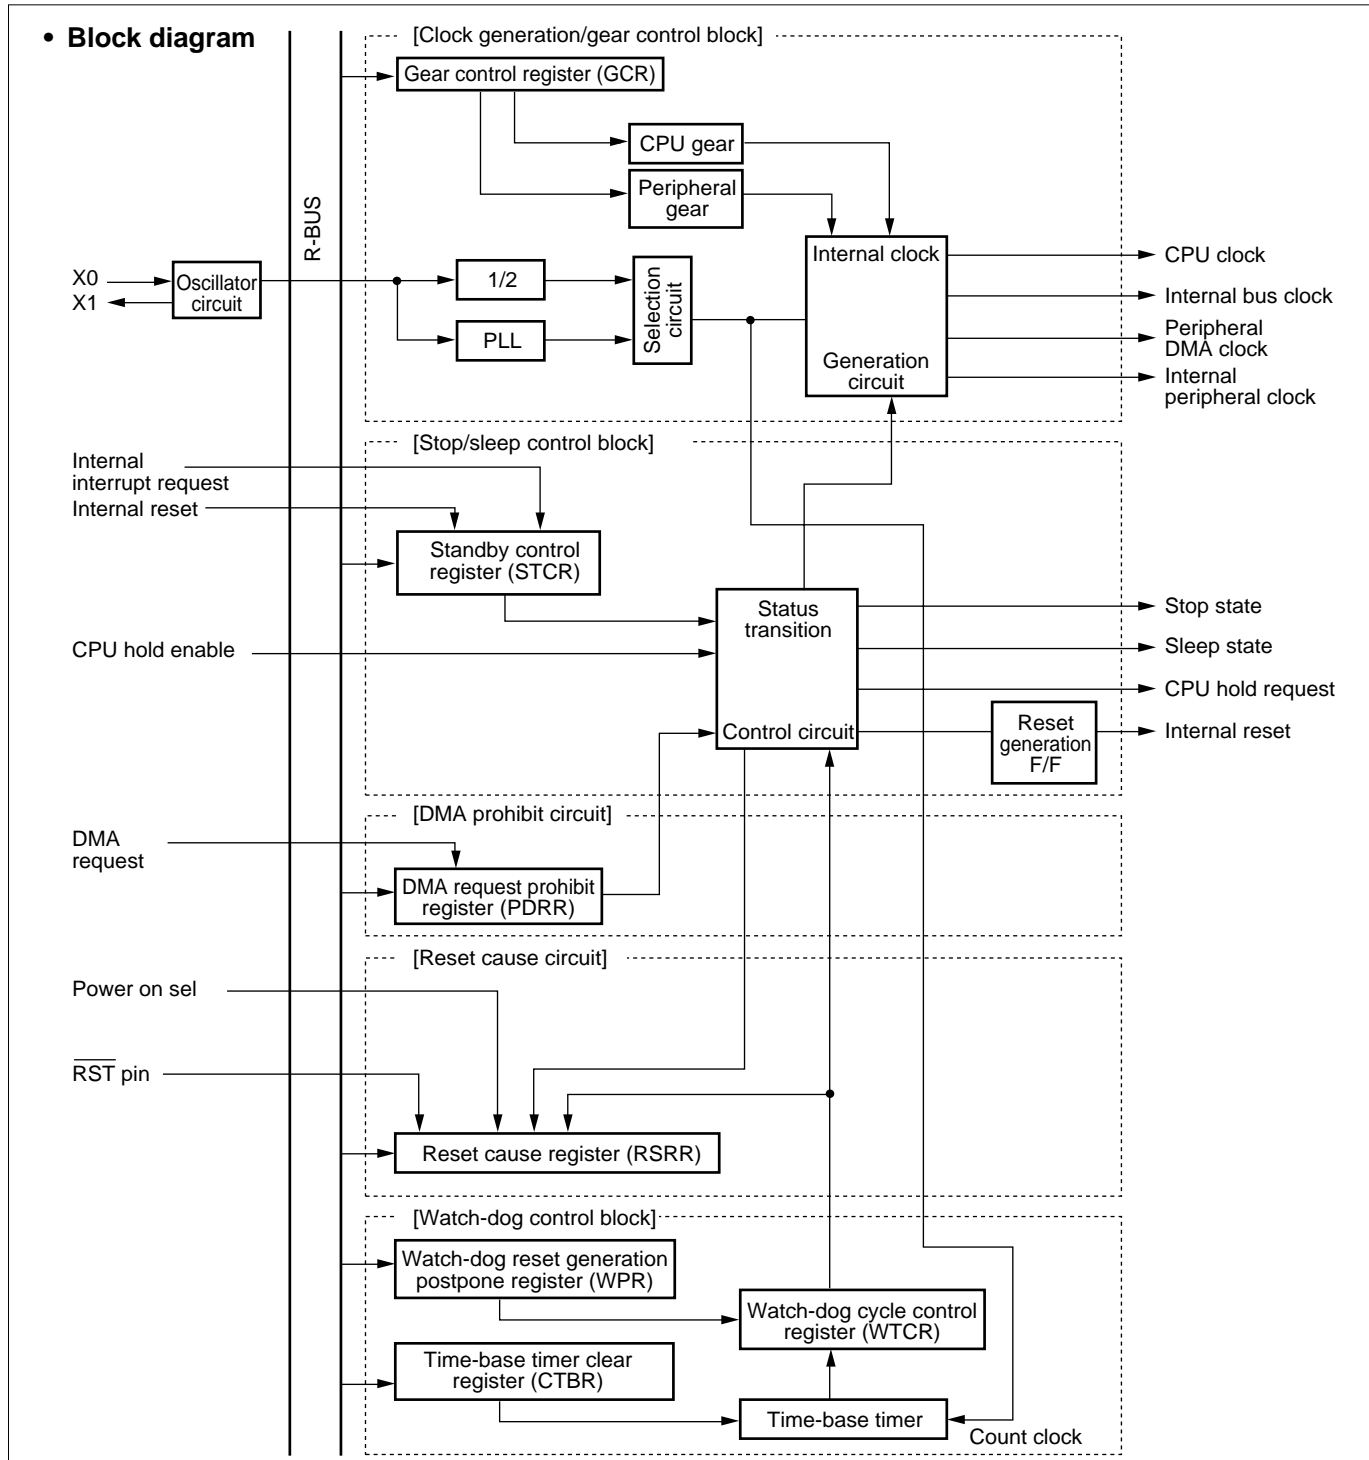 • Block diagram
[Clock generation/gear control block]
Gear control register (GCR)
CPU gear
Peripheral
gear
R-BUS
X0
X1
Oscillator
circuit
1/2
PLL
Selection
circuit
Internal clock
Generation
circuit
CPU clock
Internal bus clock
Peripheral
DMA clock
Internal
peripheral clock
[Stop/sleep control block]
Internal
interrupt request
Internal reset
Standby control
register (STCR)
CPU hold enable
Status
transition
Control circuit
Stop state
Sleep state
CPU hold request
Reset
generation
F/F
Internal reset
[DMA prohibit circuit]
DMA
request
DMA request prohibit
register (PDRR)
[Reset cause circuit]
Power on sel
RST pin
Reset cause register (RSRR)
[Watch-dog control block]
Watch-dog reset generation
postpone register (WPR)
Watch-dog cycle control
register (WTCR)
Time-base timer clear
register (CTBR)
Time-base timer
Count clock